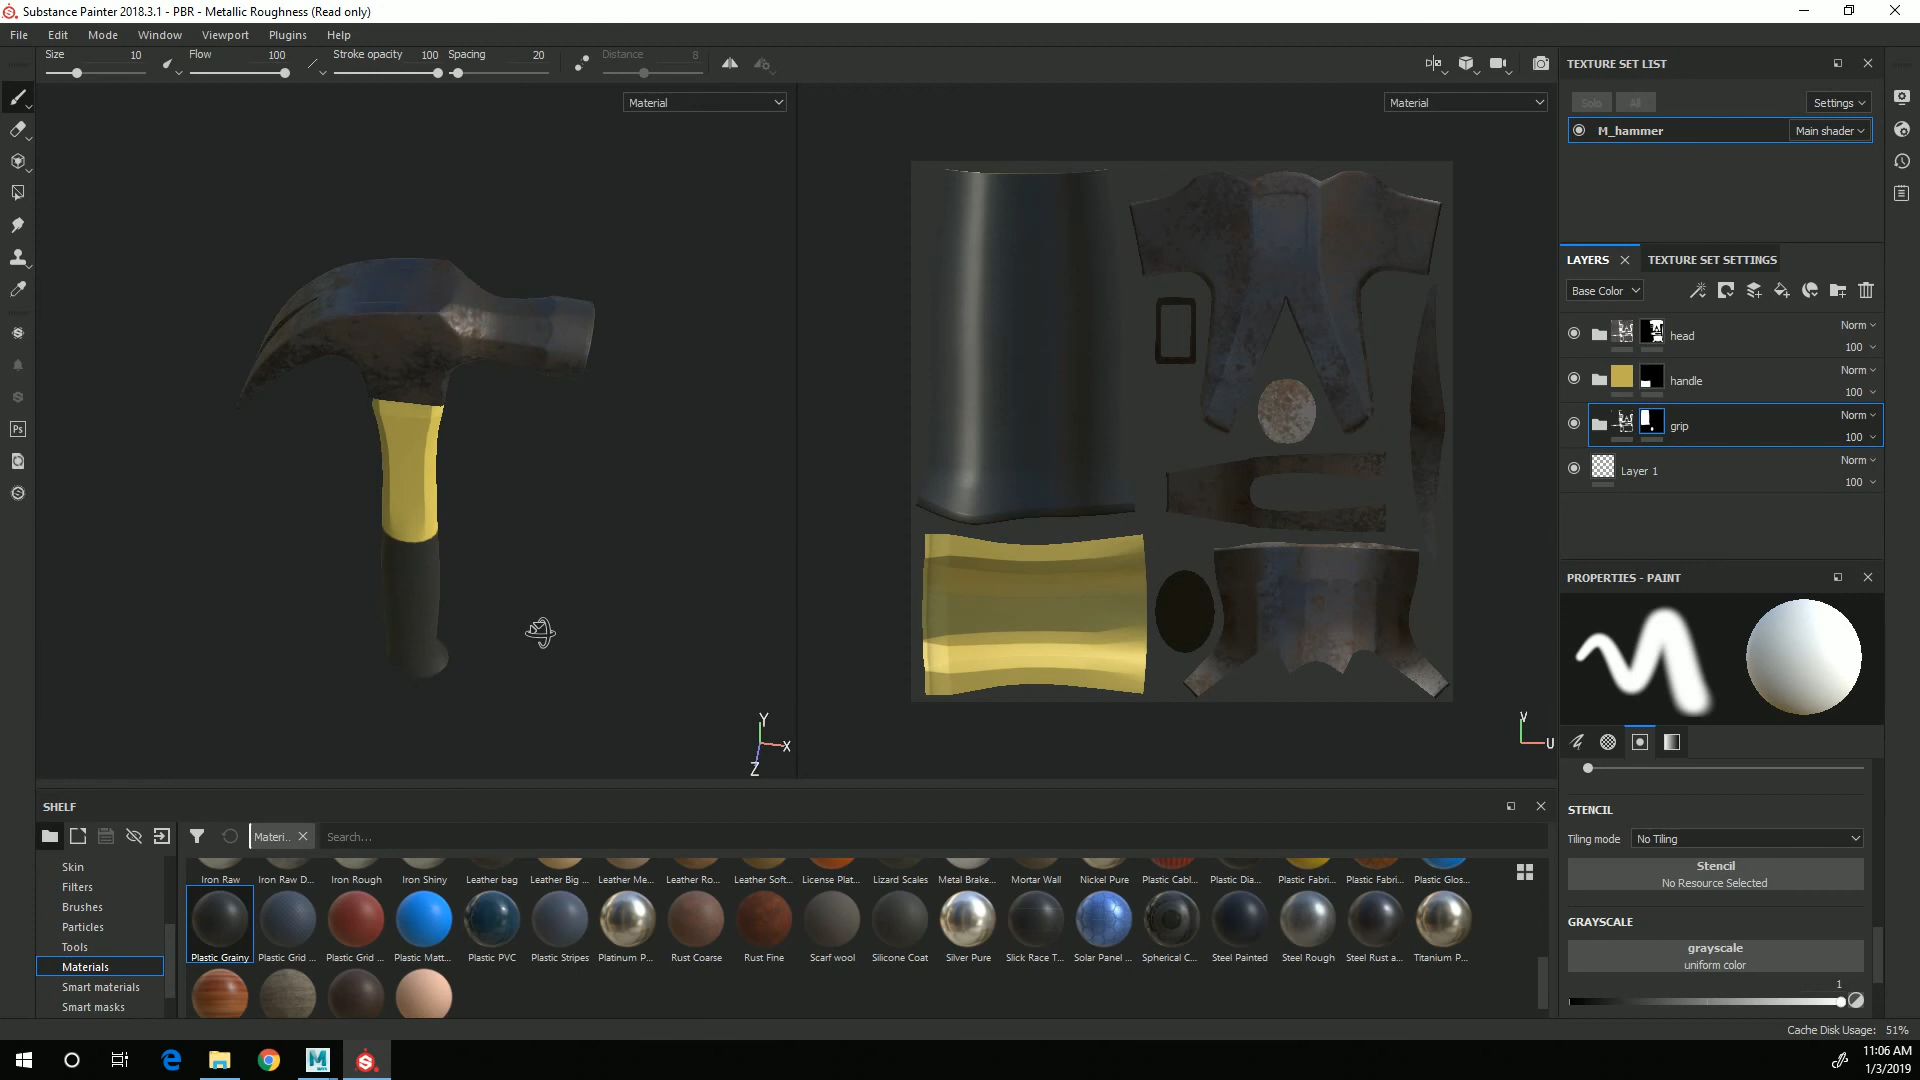 Substance Painter 2018.3.1 - PBR - Metallic Roughness (Read only)
File Edit Mode Window Viewport Plugins Help
Size 10 Flow 100 Stroke opacity 100 Spacing 20 Distance 8
Material
Material
Y
X
Z
V
U
Ps
TEXTURE SET LIST
Solo All Settings
M_hammer Main shader
LAYERS TEXTURE SET SETTINGS
Base Color
head Norm 100
handle Norm 100
grip Norm 100
Layer 1 Norm 100
PROPERTIES - PAINT
STENCIL
Tiling mode No Tiling
Stencil
No Resource Selected
GRAYSCALE
grayscale
uniform color
1
SHELF
Materi.. Search...
Skin
Filters
Brushes
Particles
Tools
Materials
Smart materials
Smart masks
Iron Raw Iron Raw D... Iron Rough Iron Shiny Leather bag Leather Big ... Leather Me... Leather Ro... Leather Soft... License Plat... Lizard Scales Metal Brake... Mortar Wall Nickel Pure Plastic Cabl... Plastic Dia... Plastic Fabri... Plastic Fabri... Plastic Glos...
Plastic Grainy Plastic Grid ... Plastic Grid ... Plastic Matt... Plastic PVC Plastic Stripes Platinum P... Rust Coarse Rust Fine Scarf wool Silicone Coat Silver Pure Slick Race T... Solar Panel ... Spherical C... Steel Painted Steel Rough Steel Rust a... Titanium P...
Cache Disk Usage: 51%
11:06 AM
1/3/2019